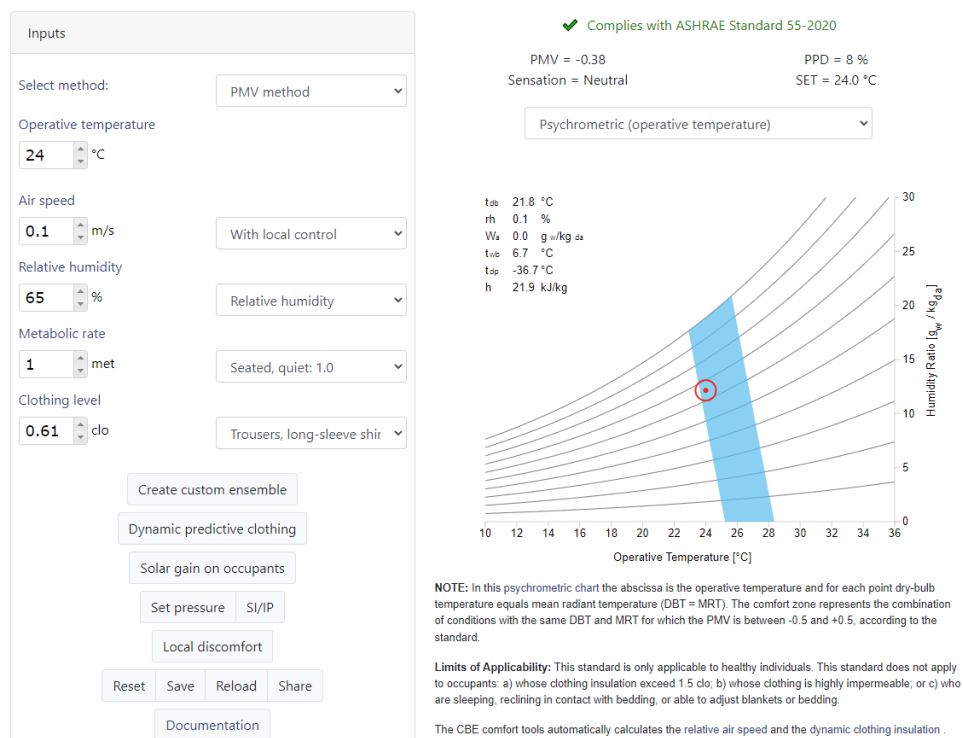 Inputs
Select method:
PMV method
Operative temperature
24 °C
Air speed
0.1 m/s
With local control
Relative humidity
65 %
Relative humidity
Metabolic rate
1 met
Seated, quiet: 1.0
Clothing level
0.61 clo
Trousers, long-sleeve shir
Create custom ensemble
Dynamic predictive clothing
Solar gain on occupants
Set pressure SI/IP
Local discomfort
Reset Save Reload Share
Documentation
Complies with ASHRAE Standard 55-2020
PMV = -0.38 PPD = 8 %
Sensation = Neutral SET = 24.0 °C
Psychrometric (operative temperature)
tdb 21.8 °C
rh 0.1 %
Wa 0.0 g w/kg da
twb 6.7 °C
tdp -36.7 °C
h 21.9 kJ/kg
30
25
20
15
10
5
0
Humidity Ratio [gw / kgda]
10 12 14 16 18 20 22 24 26 28 30 32 34 36
Operative Temperature [°C]
NOTE: In this psychrometric chart the abscissa is the operative temperature and for each point dry-bulb
temperature equals mean radiant temperature (DBT = MRT). The comfort zone represents the combination
of conditions with the same DBT and MRT for which the PMV is between -0.5 and +0.5, according to the
standard.
Limits of Applicability: This standard is only applicable to healthy individuals. This standard does not apply
to occupants: a) whose clothing insulation exceed 1.5 clo; b) whose clothing is highly impermeable; or c) who
are sleeping, reclining in contact with bedding, or able to adjust blankets or bedding.
The CBE comfort tools automatically calculates the relative air speed and the dynamic clothing insulation .